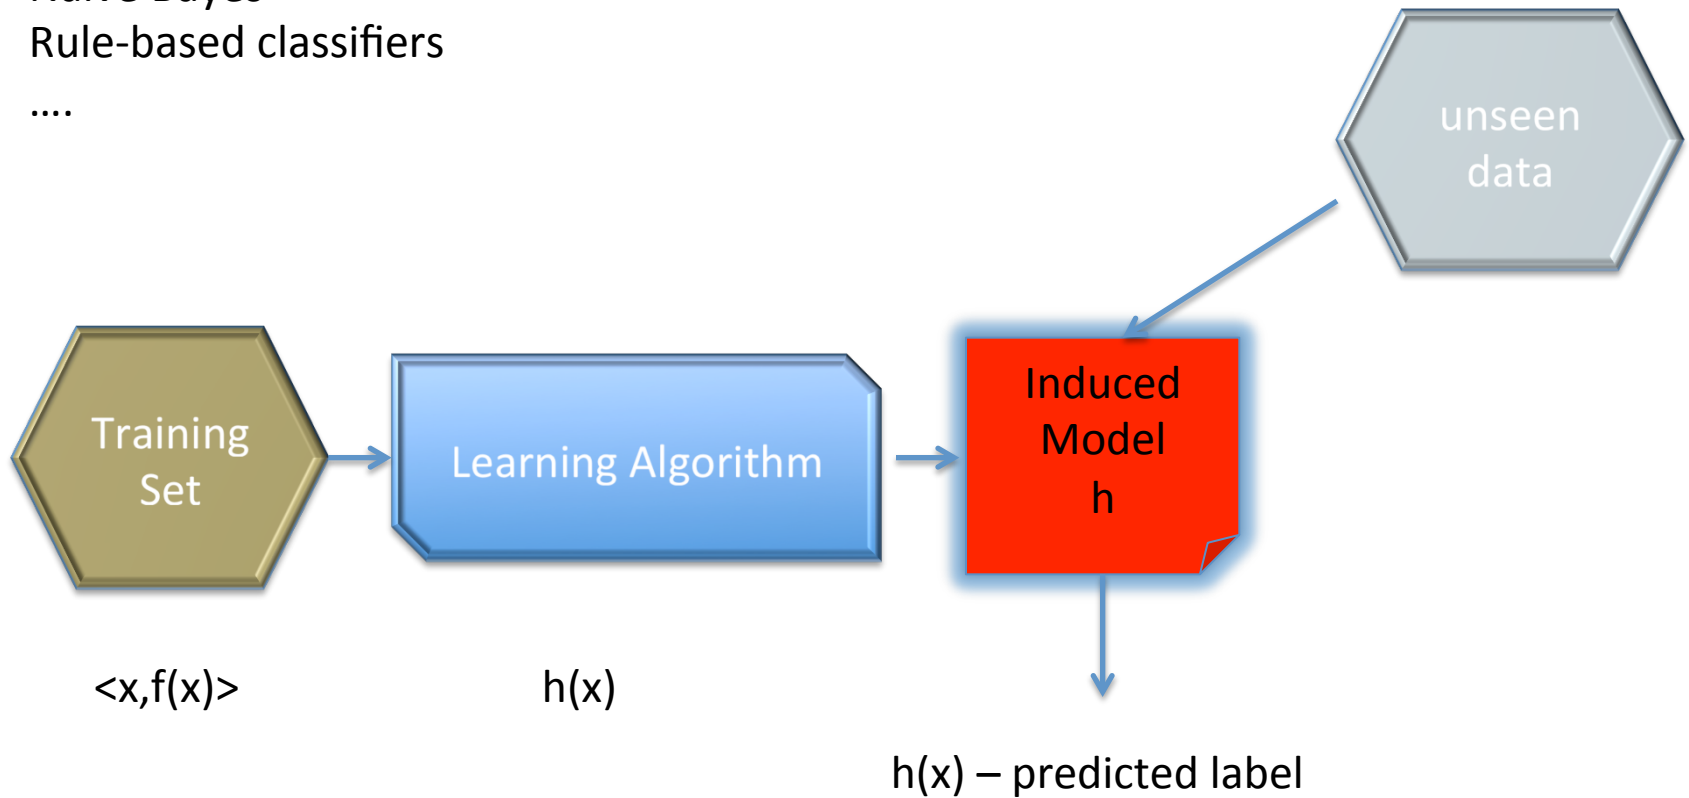 Rule-based classifiers
....
unseen
data
Training
Set
Learning Algorithm
Induced
Model
h
<x,f(x)>
h(x)
h(x) – predicted label